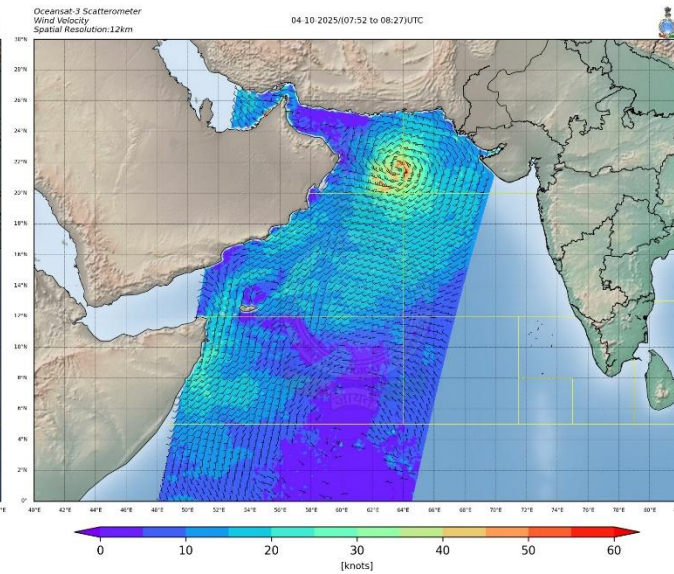 Oceansat-3 Scatterometer
Wind Velocity
Spatial Resolution:12km
04-10-2025/(07:52 to 08:27)UTC
30°N
28°N
26°N
24°N
22°N
20°N
18°N
16°N
14°N
12°N
10°N
8°N
6°N
4°N
2°N
0°
40°E 42°E 44°E 46°E 48°E 50°E 52°E 54°E 56°E 58°E 60°E 62°E 64°E 66°E 68°E 70°E 72°E 74°E 76°E 78°E 80°E
0 10 20 30 40 50 60
[knots]